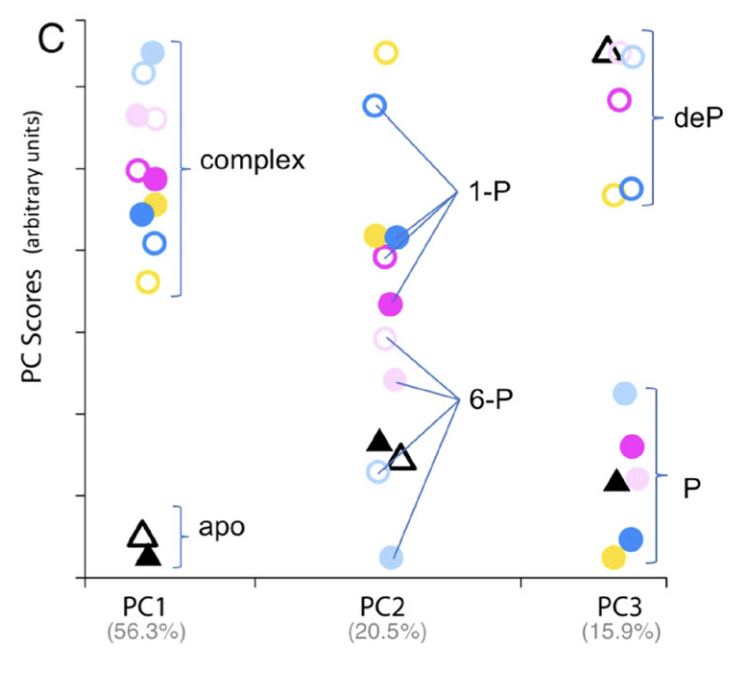 C
PC Scores (arbitrary units)
complex
apo
1-P
6-P
deP
P
PC1
(56.3%)
PC2
(20.5%)
PC3
(15.9%)